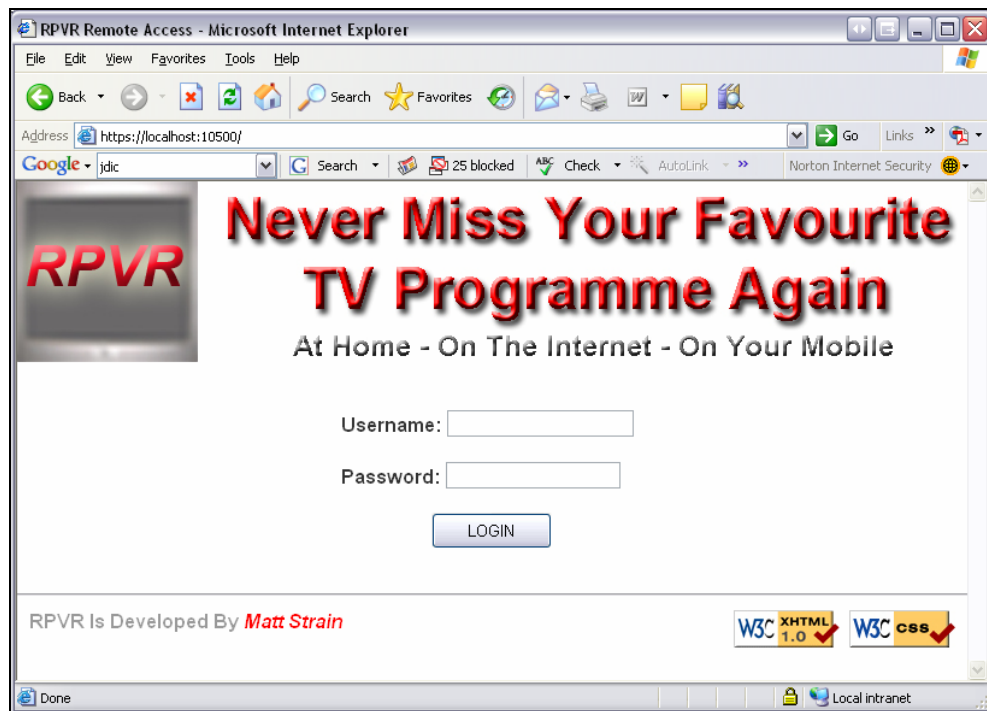 RPVR Remote Access - Microsoft Internet Explorer
File Edit View Favorites Tools Help
Back Search Favorites W
Address https://localhost:10500/ Go Links »
Google jdic G Search 25 blocked ABC Check AutoLink » Norton Internet Security
RPVR
Never Miss Your Favourite
TV Programme Again
At Home - On The Internet - On Your Mobile
Username:
Password:
LOGIN
RPVR Is Developed By Matt Strain
W3C XHTML 1.0
W3C css
Done Local intranet